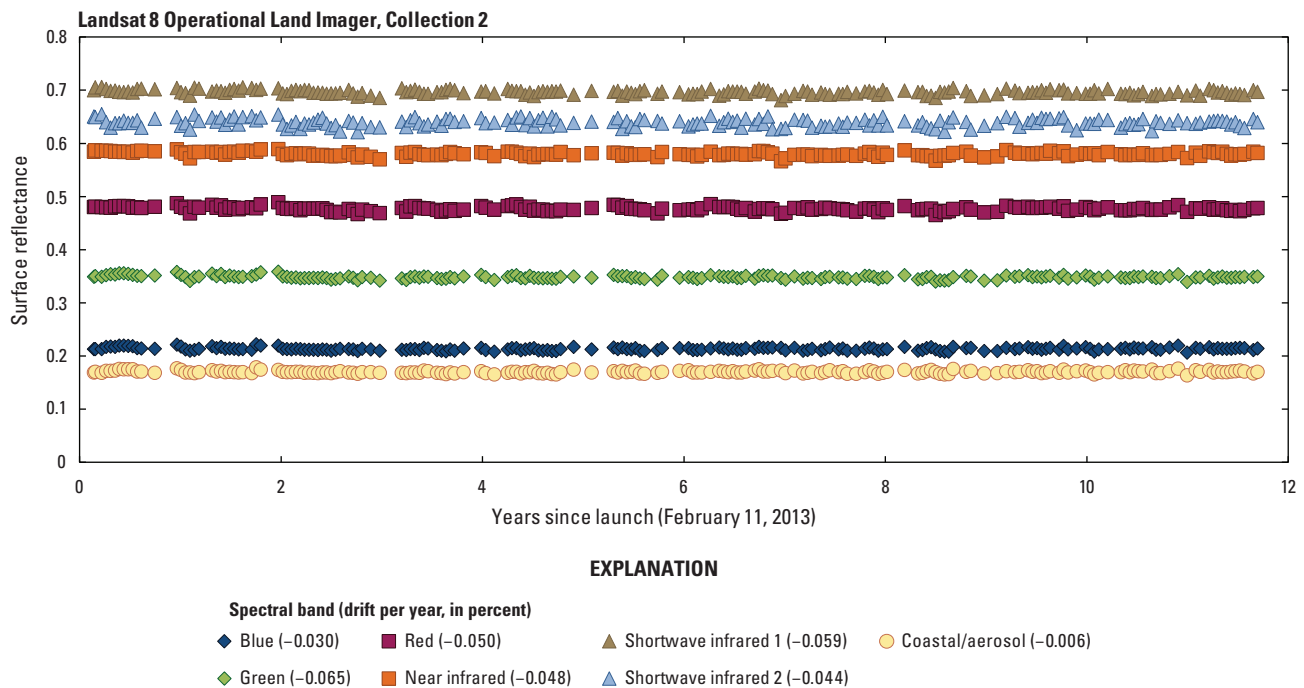 Landsat 8 Operational Land Imager, Collection 2
0.8
0.7
0.6
0.5
0.4
0.3
0.2
0.1
0
Surface reflectance
0 2 4 6 8 10 12
Years since launch (February 11, 2013)
EXPLANATION
Spectral band (drift per year, in percent)
Blue (−0.030) Red (−0.050) Shortwave infrared 1 (−0.059) Coastal/aerosol (−0.006)
Green (−0.065) Near infrared (−0.048) Shortwave infrared 2 (−0.044)